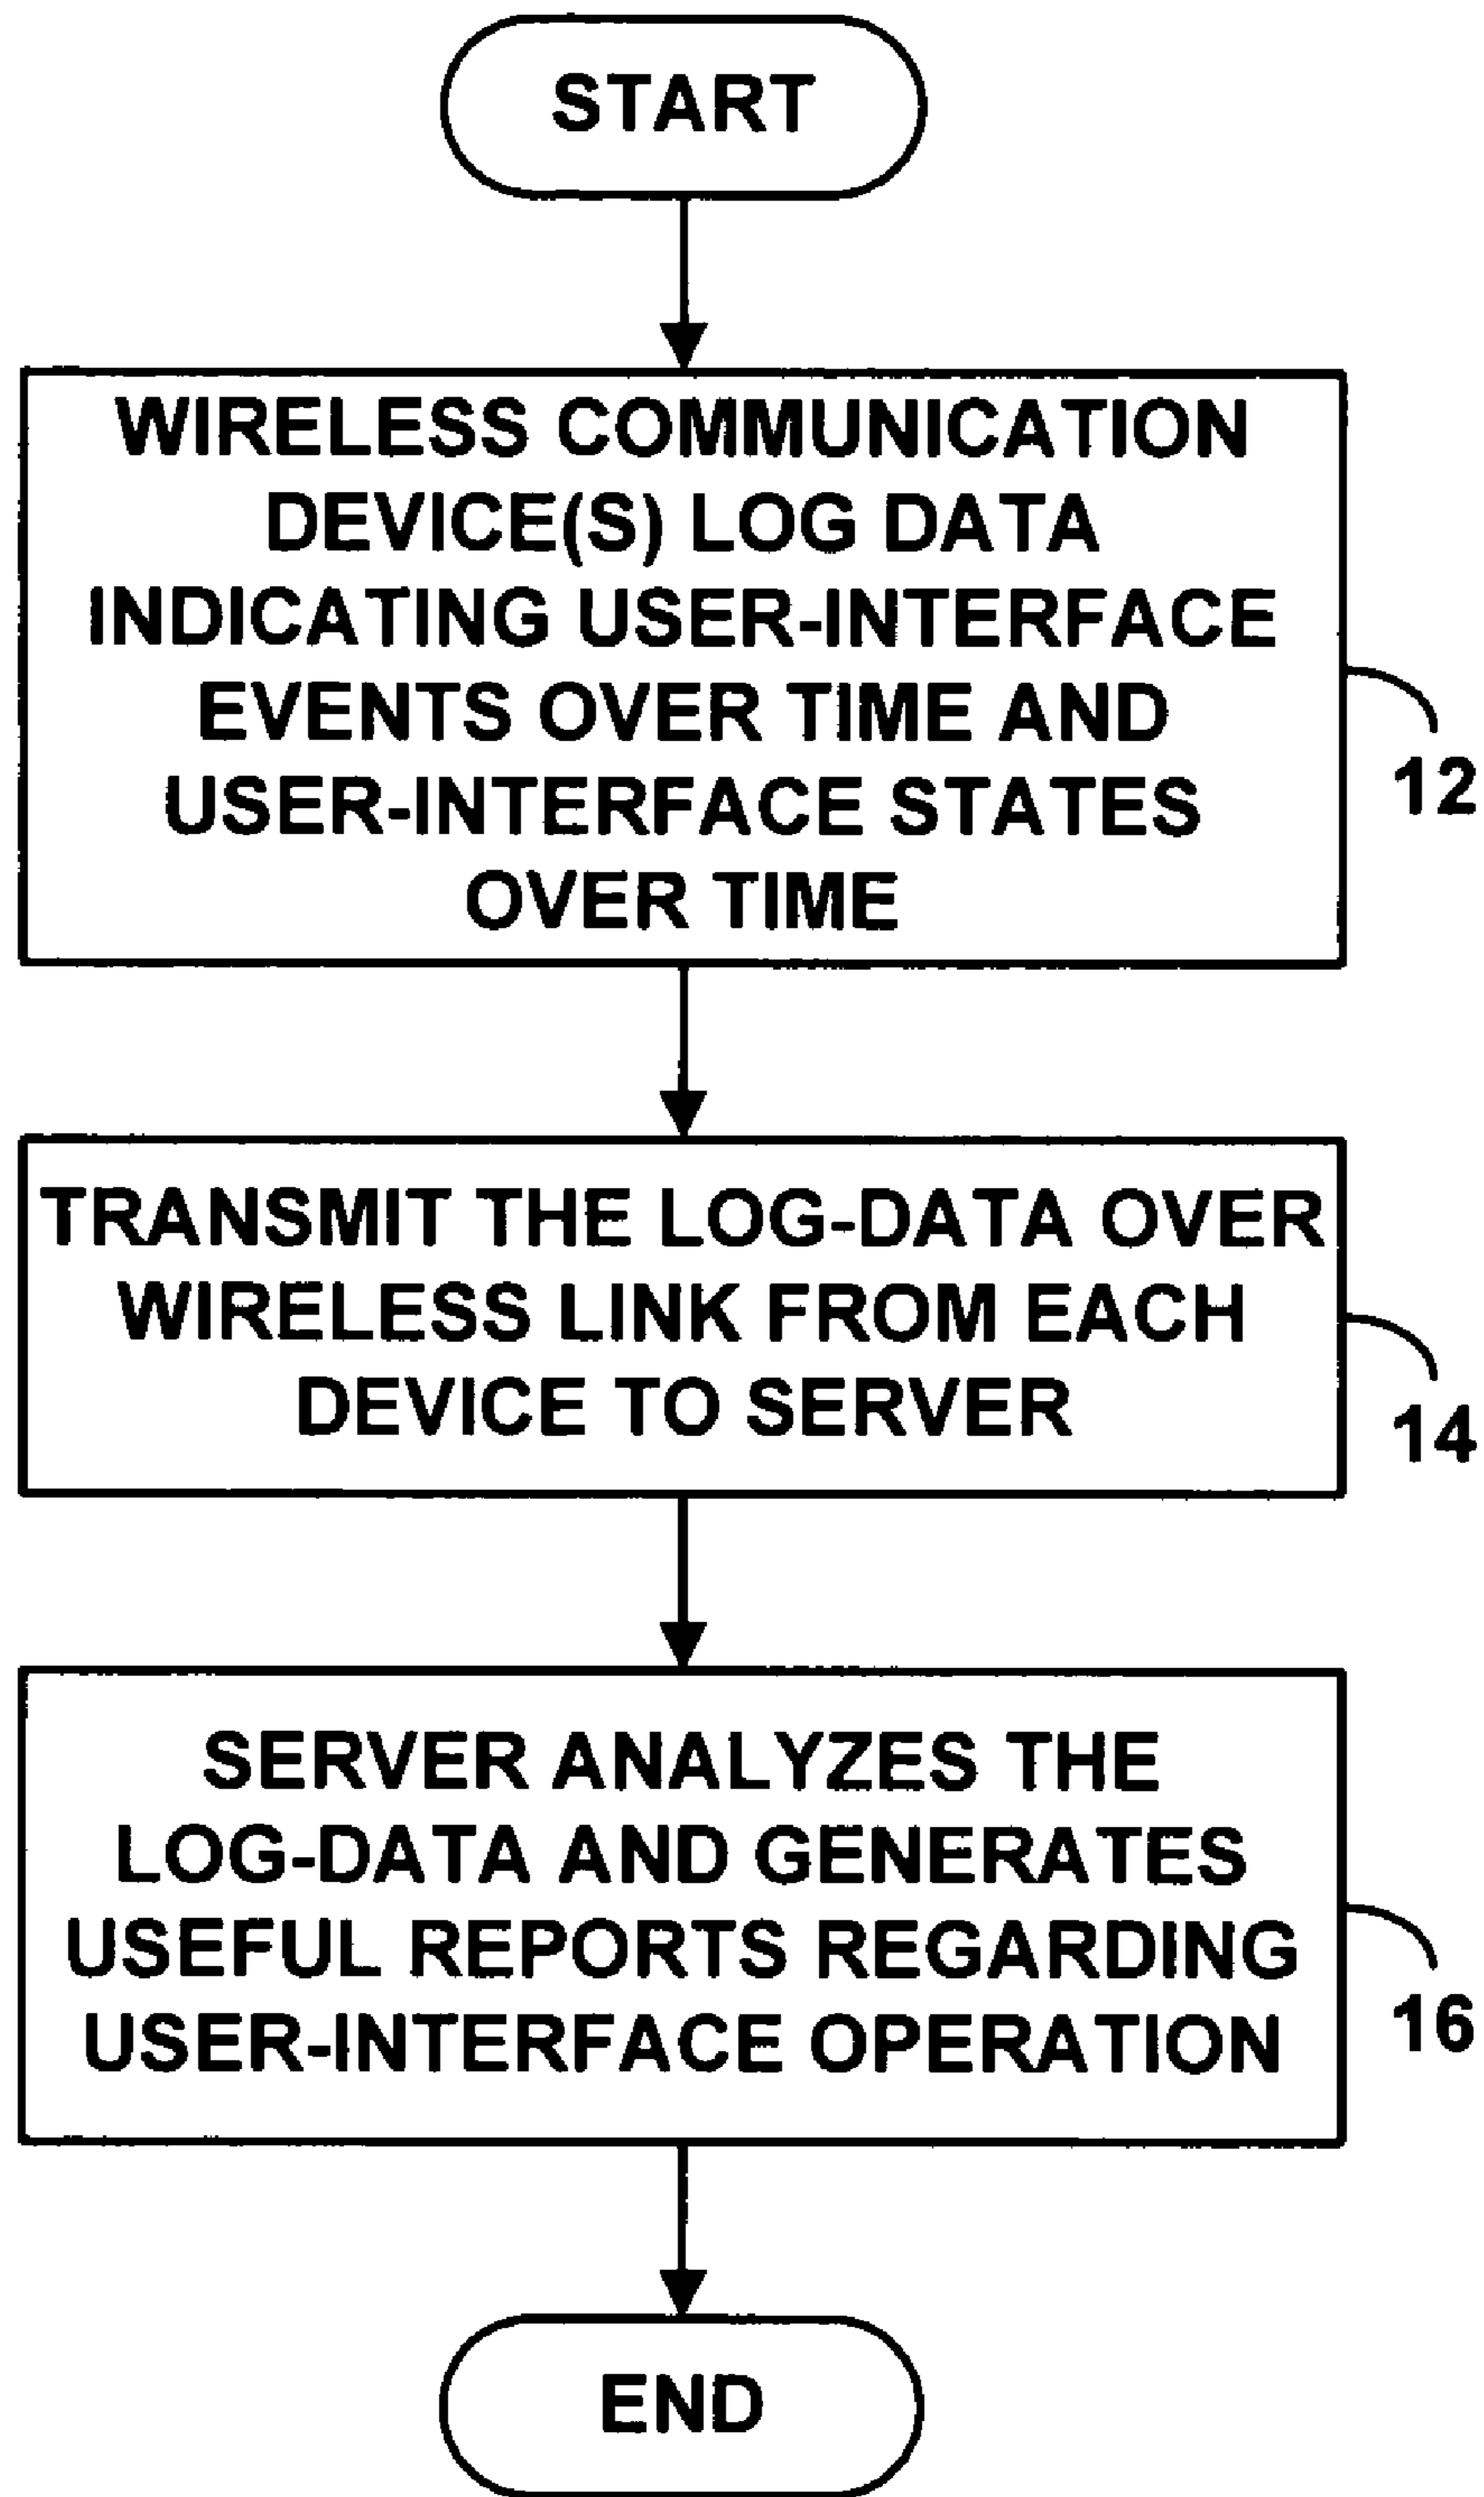 START
WIRELESS COMMUNICATION
DEVICE(S) LOG DATA
INDICATING USER-INTERFACE
EVENTS OVER TIME AND
USER-INTERFACE STATES
OVER TIME
12
TRANSMIT THE LOG-DATA OVER
WIRELESS LINK FROM EACH
DEVICE TO SERVER
14
SERVER ANALYZES THE
LOG-DATA AND GENERATES
USEFUL REPORTS REGARDING
USER-INTERFACE OPERATION
16
END